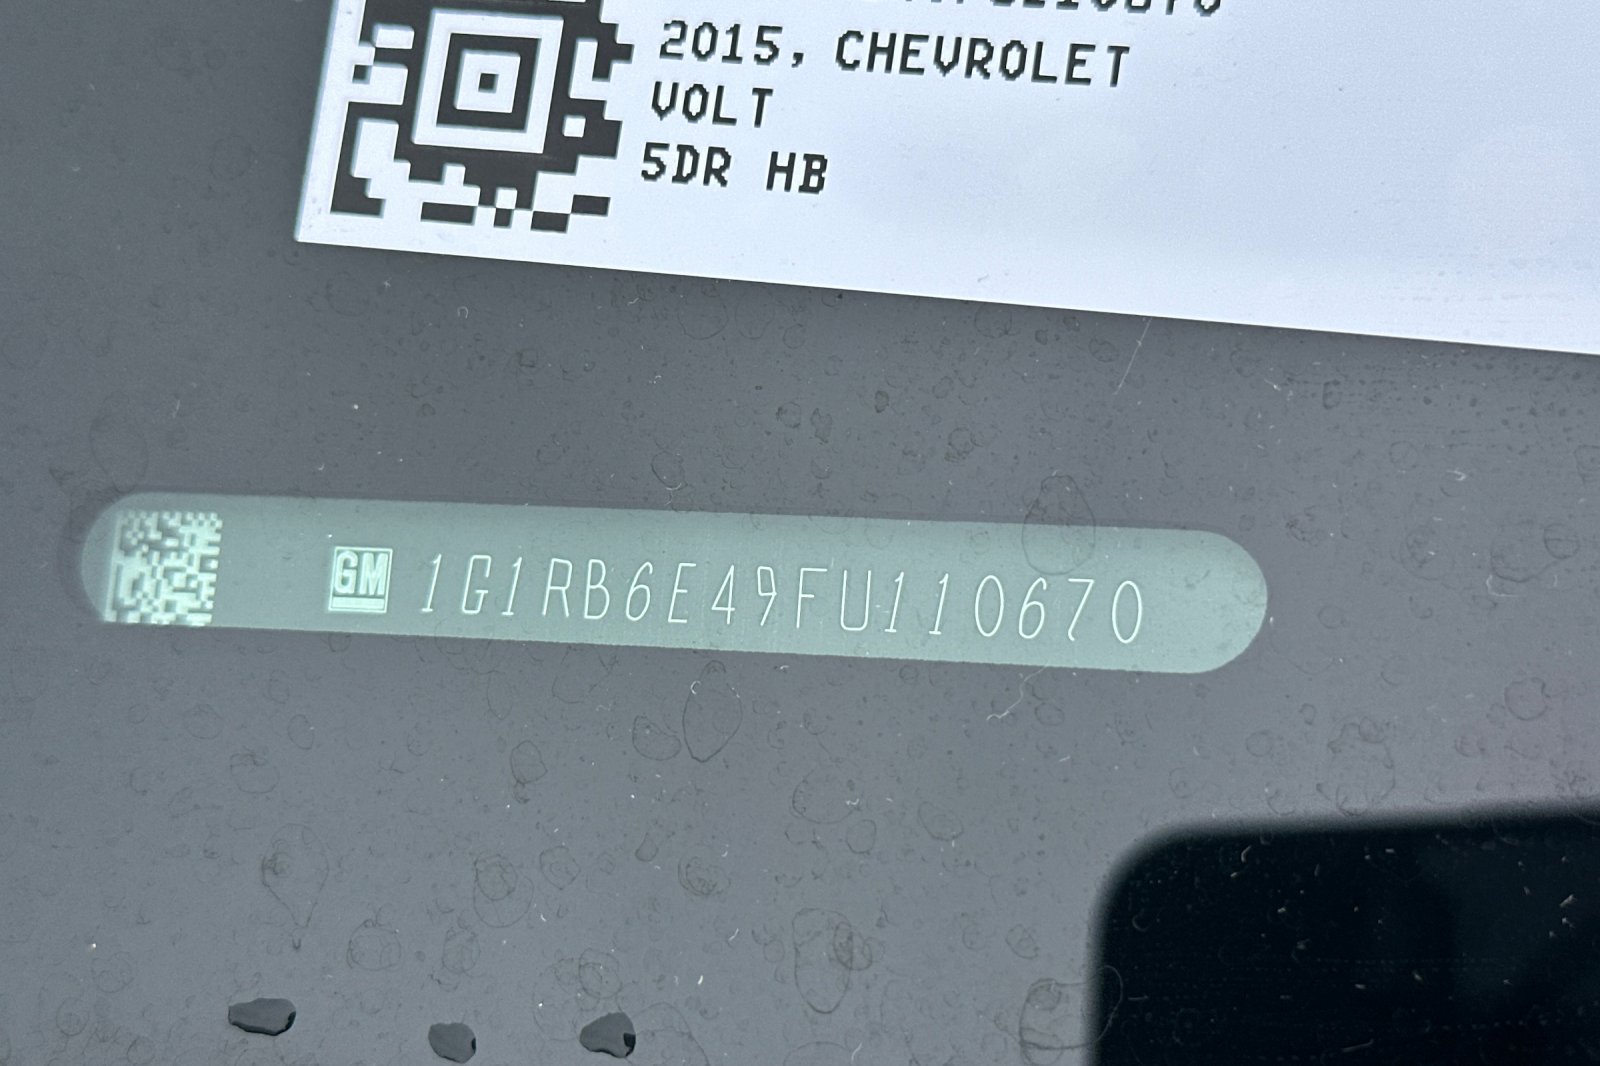 2015, CHEVROLET
VOLT
5DR HB
GM 1G1RB6E49FU110670